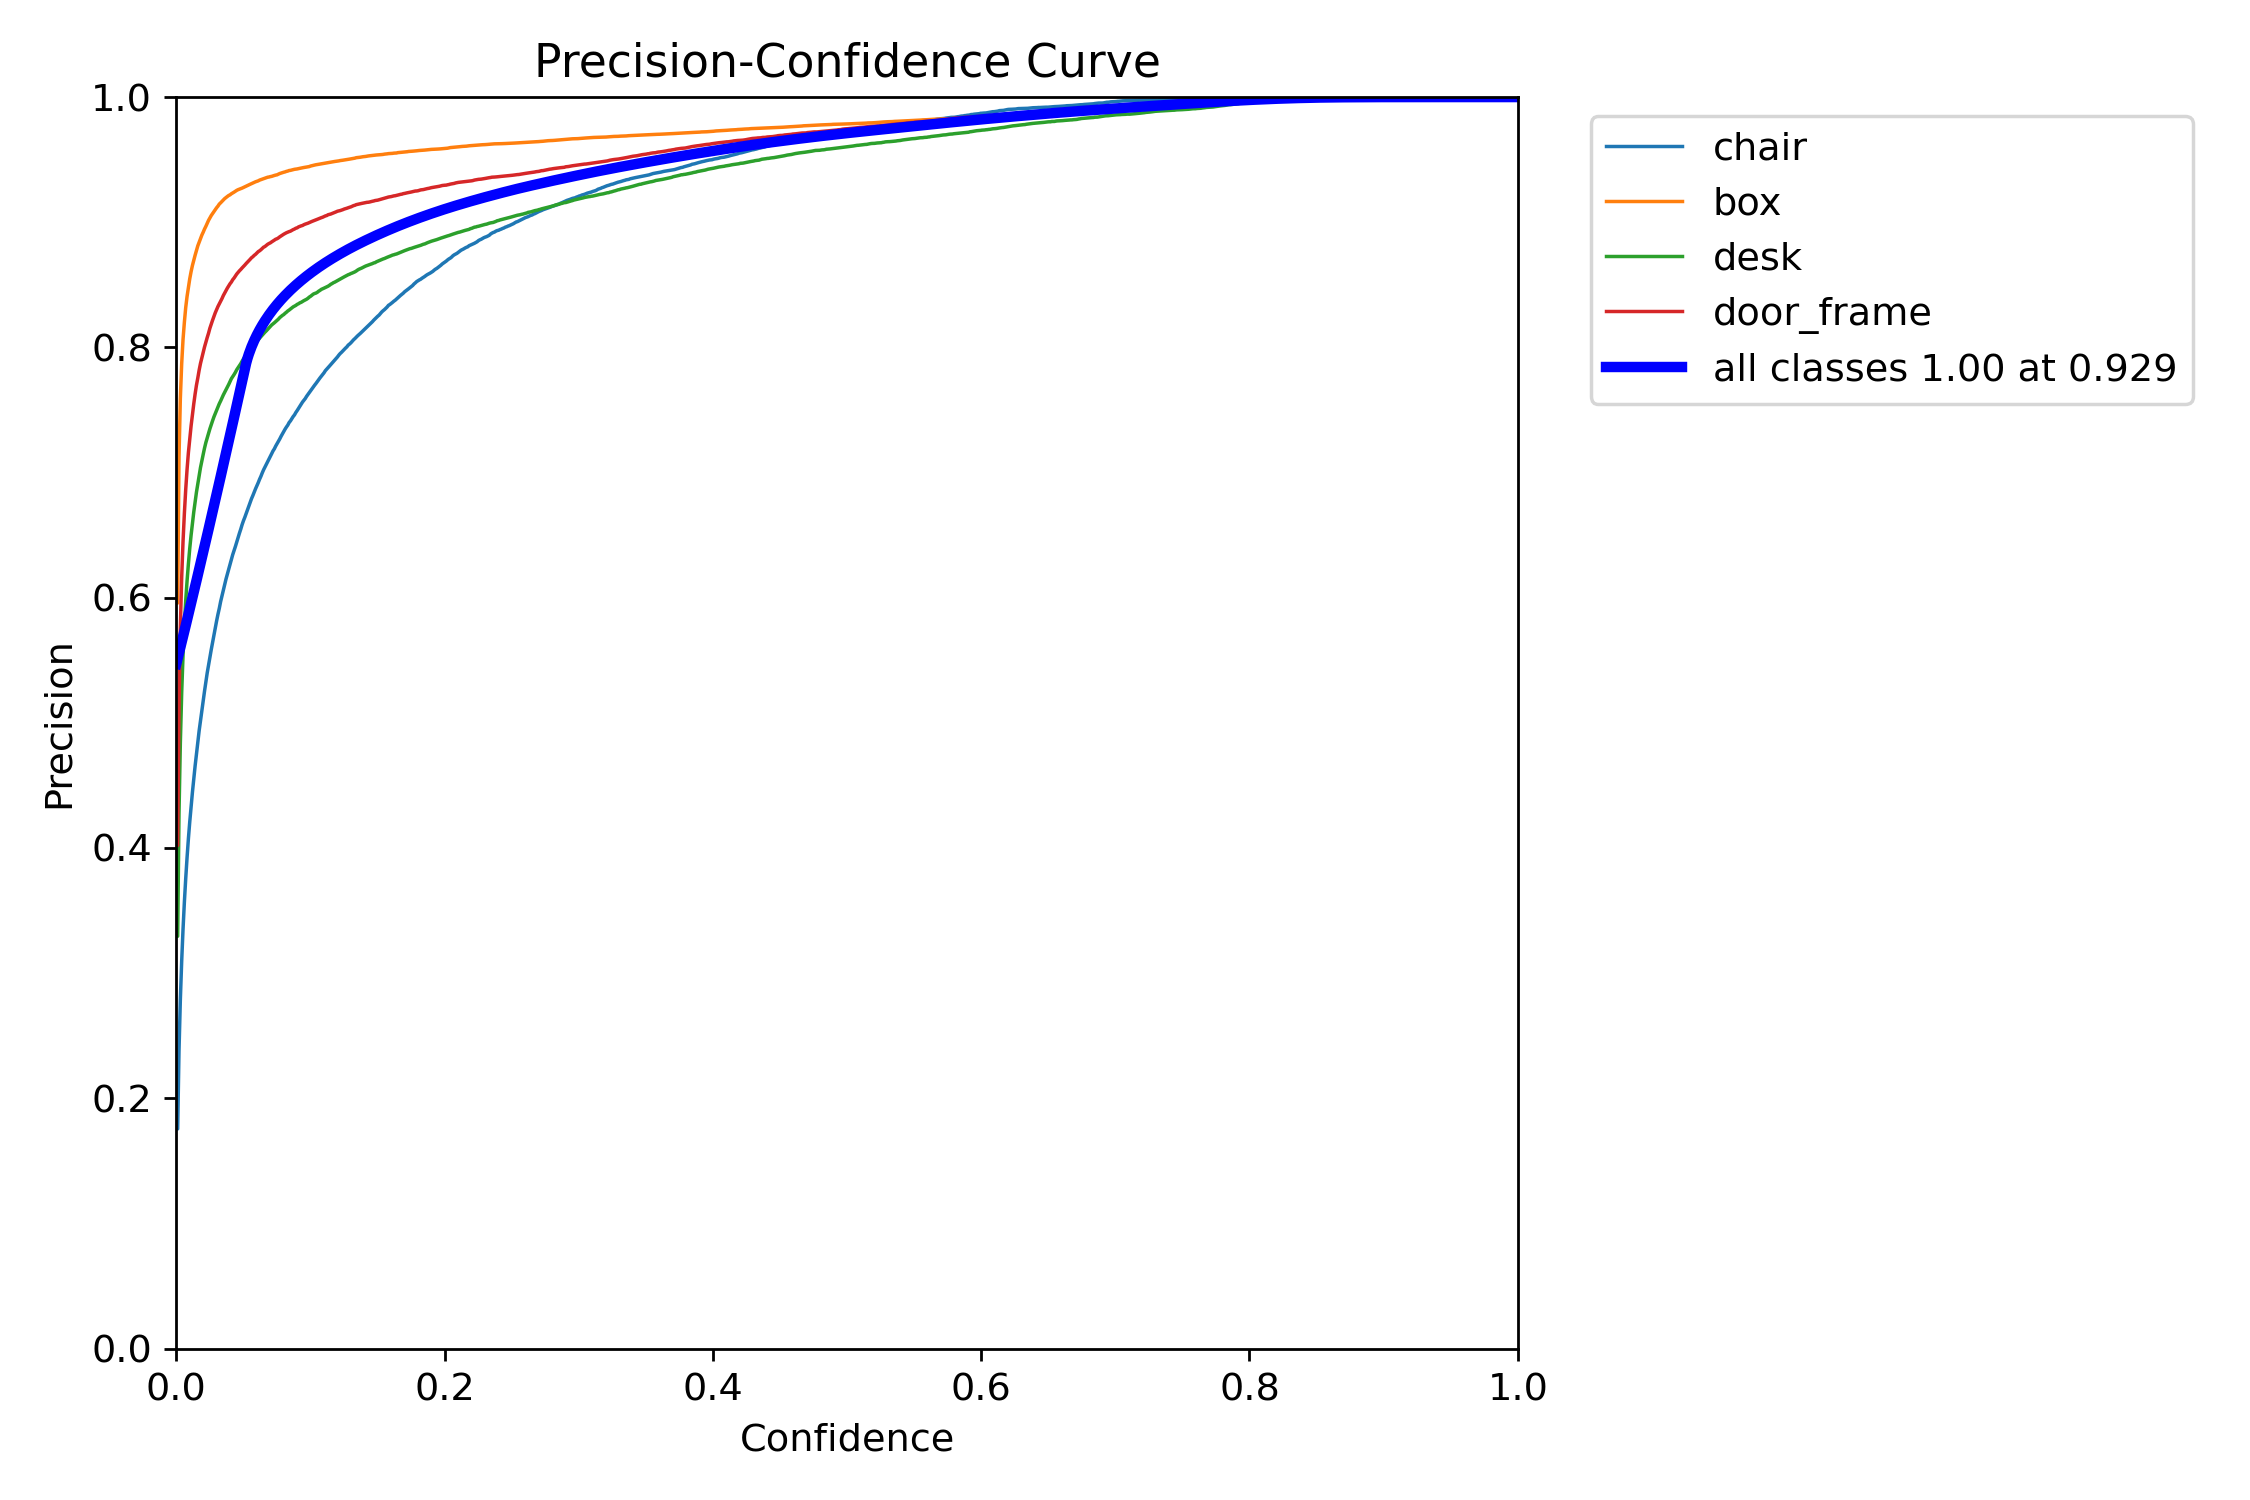 Precision-Confidence Curve
1.0
0.8
0.6
0.4
0.2
0.0
Precision
0.0 0.2 0.4 0.6 0.8 1.0
Confidence
chair
box
desk
door_frame
all classes 1.00 at 0.929